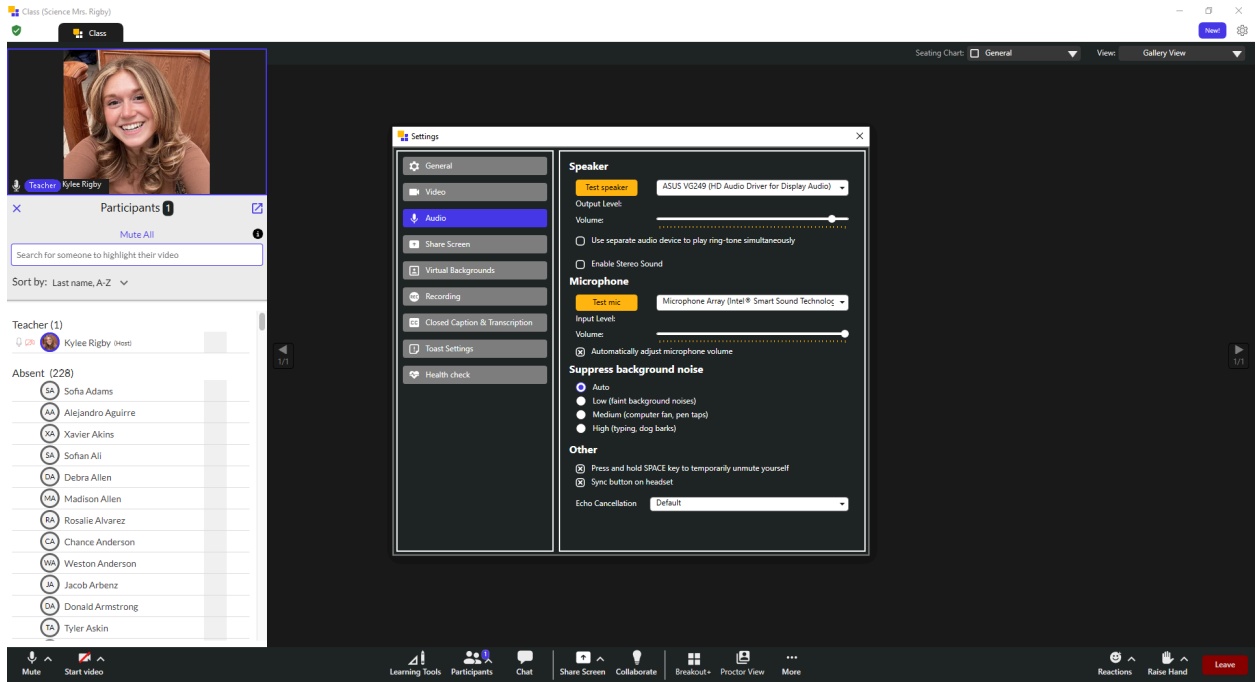 Class (Science Mrs. Rigby)
Class
New!
Seating Chart: General
View: Gallery View
Teacher Kylee Rigby
Participants 1
Mute All
Search for someone to highlight their video
Sort by: Last name, A-Z
Teacher (1)
Kylee Rigby (Host)
Absent (228)
SA Sofia Adams
AA Alejandro Aguirre
XA Xavier Akins
SA Sofian Ali
DA Debra Allen
MA Madison Allen
RA Rosalie Alvarez
CA Chance Anderson
WA Weston Anderson
JA Jacob Arbenz
DA Donald Armstrong
TA Tyler Askin
1/1
Settings
General
Video
Audio
Share Screen
Virtual Backgrounds
REC Recording
CC Closed Caption & Transcription
Toast Settings
Health check
Speaker
Test speaker ASUS VG249 (HD Audio Driver for Display Audio)
Output Level:
Volume:
Use separate audio device to play ring-tone simultaneously
Enable Stereo Sound
Microphone
Test mic Microphone Array (Intel® Smart Sound Technolog
Input Level:
Volume:
Automatically adjust microphone volume
Suppress background noise
Auto
Low (faint background noises)
Medium (computer fan, pen taps)
High (typing, dog barks)
Other
Press and hold SPACE key to temporarily unmute yourself
Sync button on headset
Echo Cancellation Default
1/1
Mute
Start video
Learning Tools
Participants 1
Chat
Share Screen
Collaborate
Breakout+
Proctor View
More
Reactions
Raise Hand
Leave